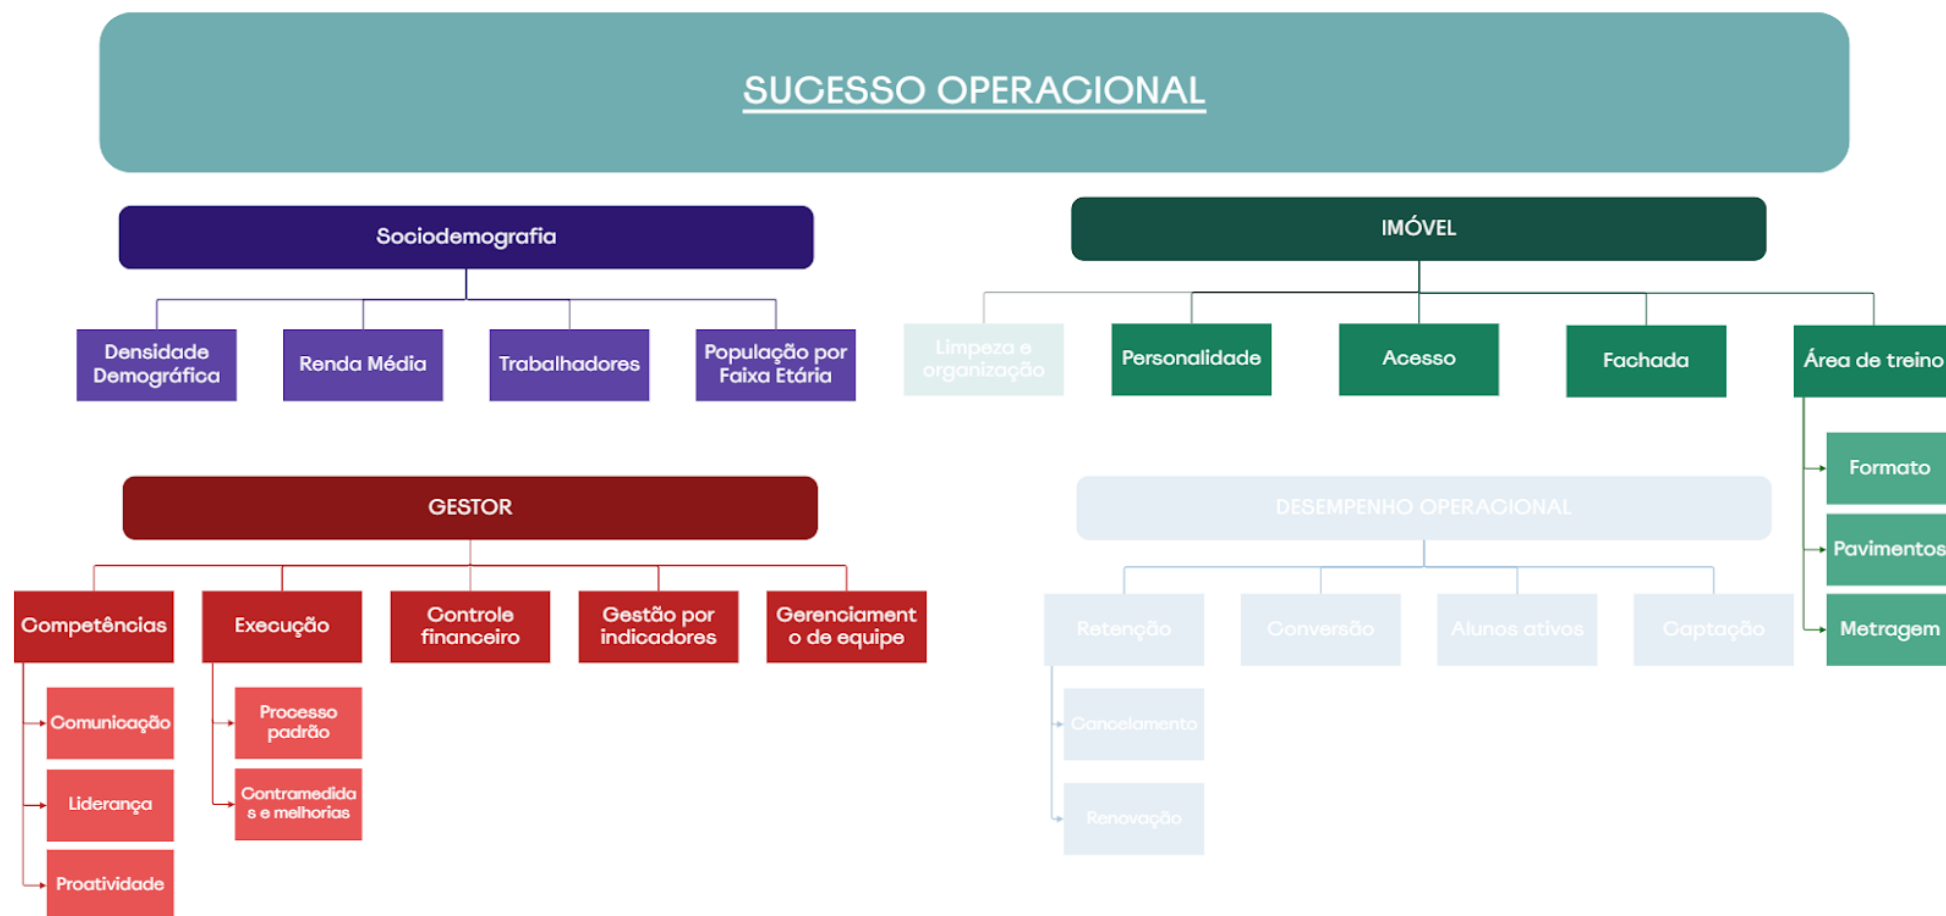 SUCESSO OPERACIONAL
Sociodemografia
Densidade
Demográfica
Renda Média
Trabalhadores
População por
Faixa Etária
IMÓVEL
Limpeza e
organização
Personalidade
Acesso
Fachada
Área de treino
Formato
Pavimentos
Metragem
GESTOR
Competências
Comunicação
Liderança
Proatividade
Execução
Processo
padrão
Contramedida
s e melhorias
Controle
financeiro
Gestão por
indicadores
Gerenciament
o de equipe
DESEMPENHO OPERACIONAL
Retenção
Cancelamento
Renovação
Conversão
Alunos ativos
Captação